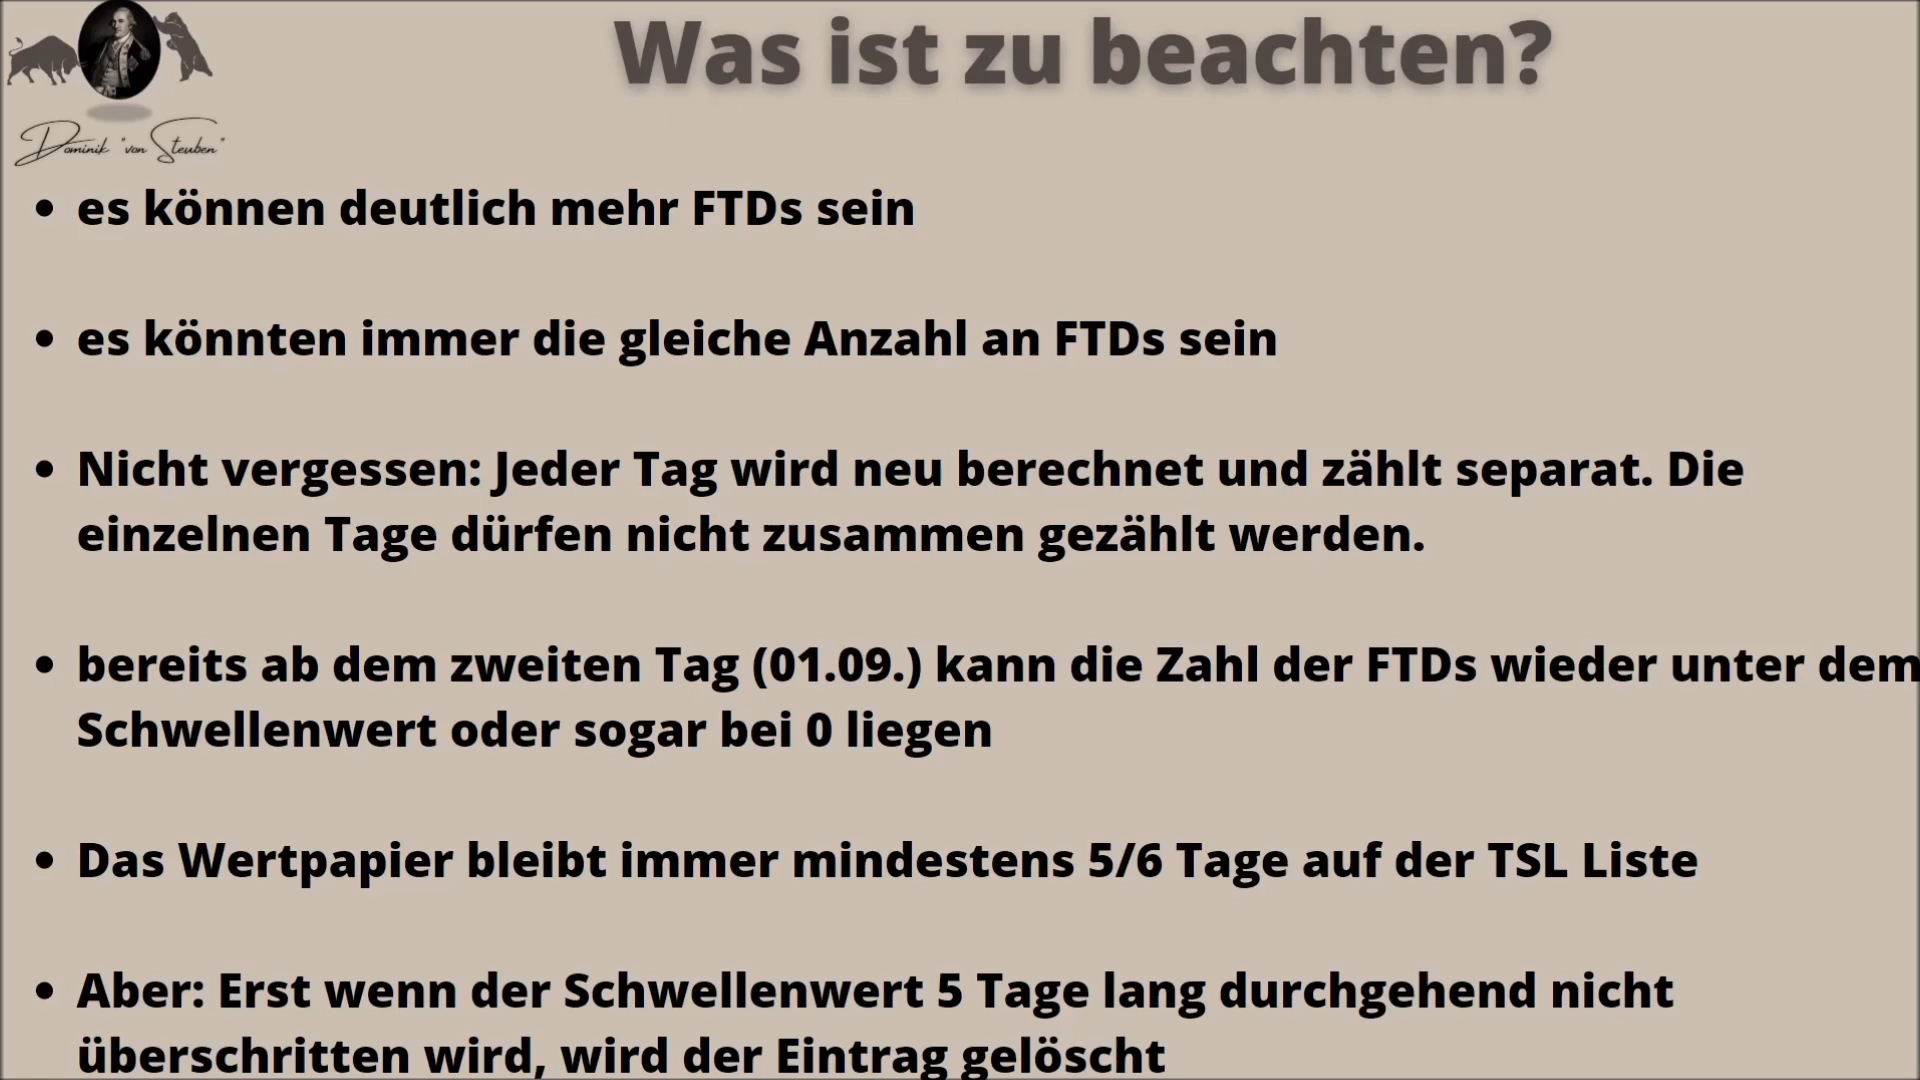 Was ist zu beachten?
Dominik "von Steuben"
• es können deutlich mehr FTDs sein
• es könnten immer die gleiche Anzahl an FTDs sein
• Nicht vergessen: Jeder Tag wird neu berechnet und zählt separat. Die
einzelnen Tage dürfen nicht zusammen gezählt werden.
• bereits ab dem zweiten Tag (01.09.) kann die Zahl der FTDs wieder unter dem
Schwellenwert oder sogar bei 0 liegen
• Das Wertpapier bleibt immer mindestens 5/6 Tage auf der TSL Liste
• Aber: Erst wenn der Schwellenwert 5 Tage lang durchgehend nicht
überschritten wird, wird der Eintrag gelöscht